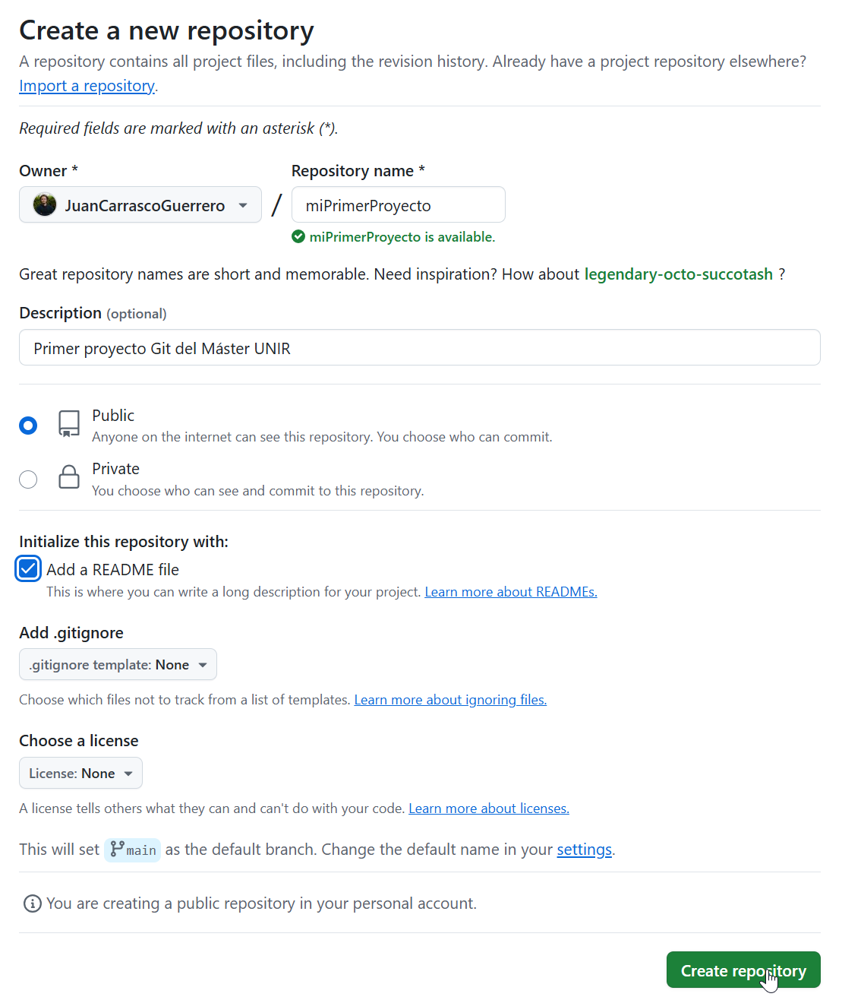 Create a new repository
A repository contains all project files, including the revision history. Already have a project repository elsewhere?
Import a repository.
Required fields are marked with an asterisk (*).
Owner * Repository name *
JuanCarrascoGuerrero / miPrimerProyecto
miPrimerProyecto is available.
Great repository names are short and memorable. Need inspiration? How about legendary-octo-succotash ?
Description (optional)
Primer proyecto Git del Máster UNIR
Public
Anyone on the internet can see this repository. You choose who can commit.
Private
You choose who can see and commit to this repository.
Initialize this repository with:
Add a README file
This is where you can write a long description for your project. Learn more about READMEs.
Add .gitignore
.gitignore template: None
Choose which files not to track from a list of templates. Learn more about ignoring files.
Choose a license
License: None
A license tells others what they can and can't do with your code. Learn more about licenses.
This will set main as the default branch. Change the default name in your settings.
You are creating a public repository in your personal account.
Create repository